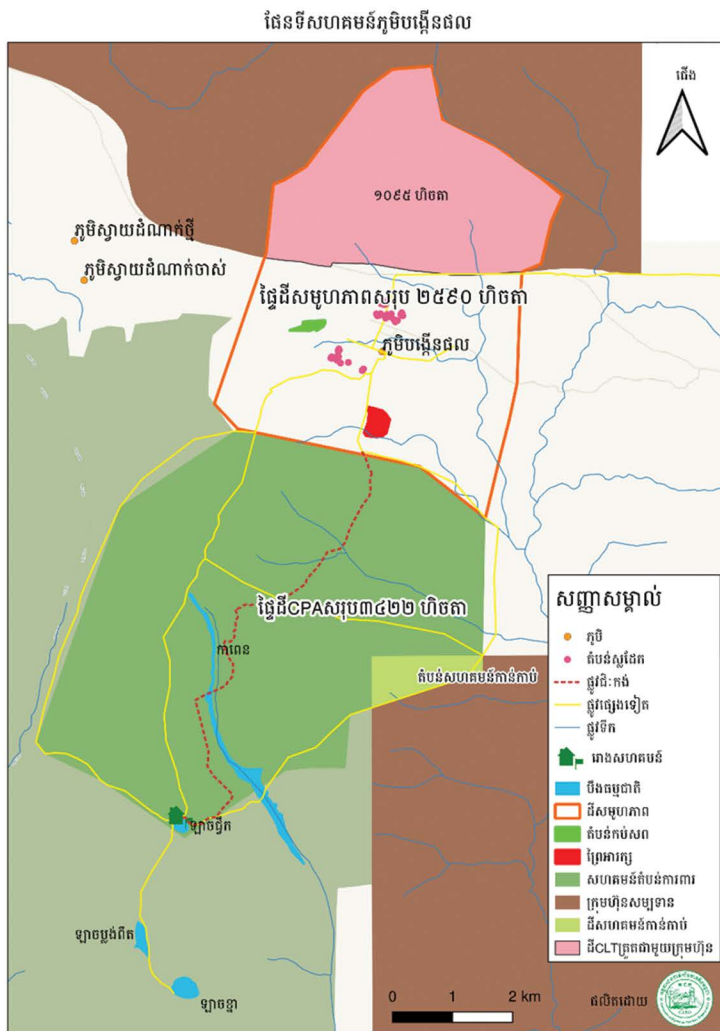 ផែនទីសហគមន៍ភូមិបង្កើនផល
ជើង
១០៩៥ ហិចតា
ភូមិស្វាយដំណាក់ថ្មី
ភូមិស្វាយដំណាក់ចាស់
ផ្ទៃដីសមូហភាពសរុប ២៥៩០ ហិចតា
ភូមិបង្កើនផល
ផ្ទៃដីCPAសរុប៣៤២២ ហិចតា
កាពេន
តំបន់សហគមន៍កាន់កាប់
ឡាចធ្វឹក
ឡាចប្លង់ពីត
ឡាចខ្នា
សញ្ញាសម្គាល់
ភូមិ
តំបន់ស្លដែក
ផ្លូវជិះកង់
ផ្លូវផ្សេងទៀត
ផ្លូវទឹក
រោងសហគមន៍
បឹងធម្មជាតិ
ដីសមូហភាព
តំបន់កប់សព
ព្រៃអារក្ស
សហគមន៍តំបន់ការពារ
ក្រុមហ៊ុនសម្បទាន
ដីសហគមន៍កាន់កាប់
ដីCLTត្រួតជាមួយក្រុមហ៊ុន
0 1 2 km
ផលិតដោយ